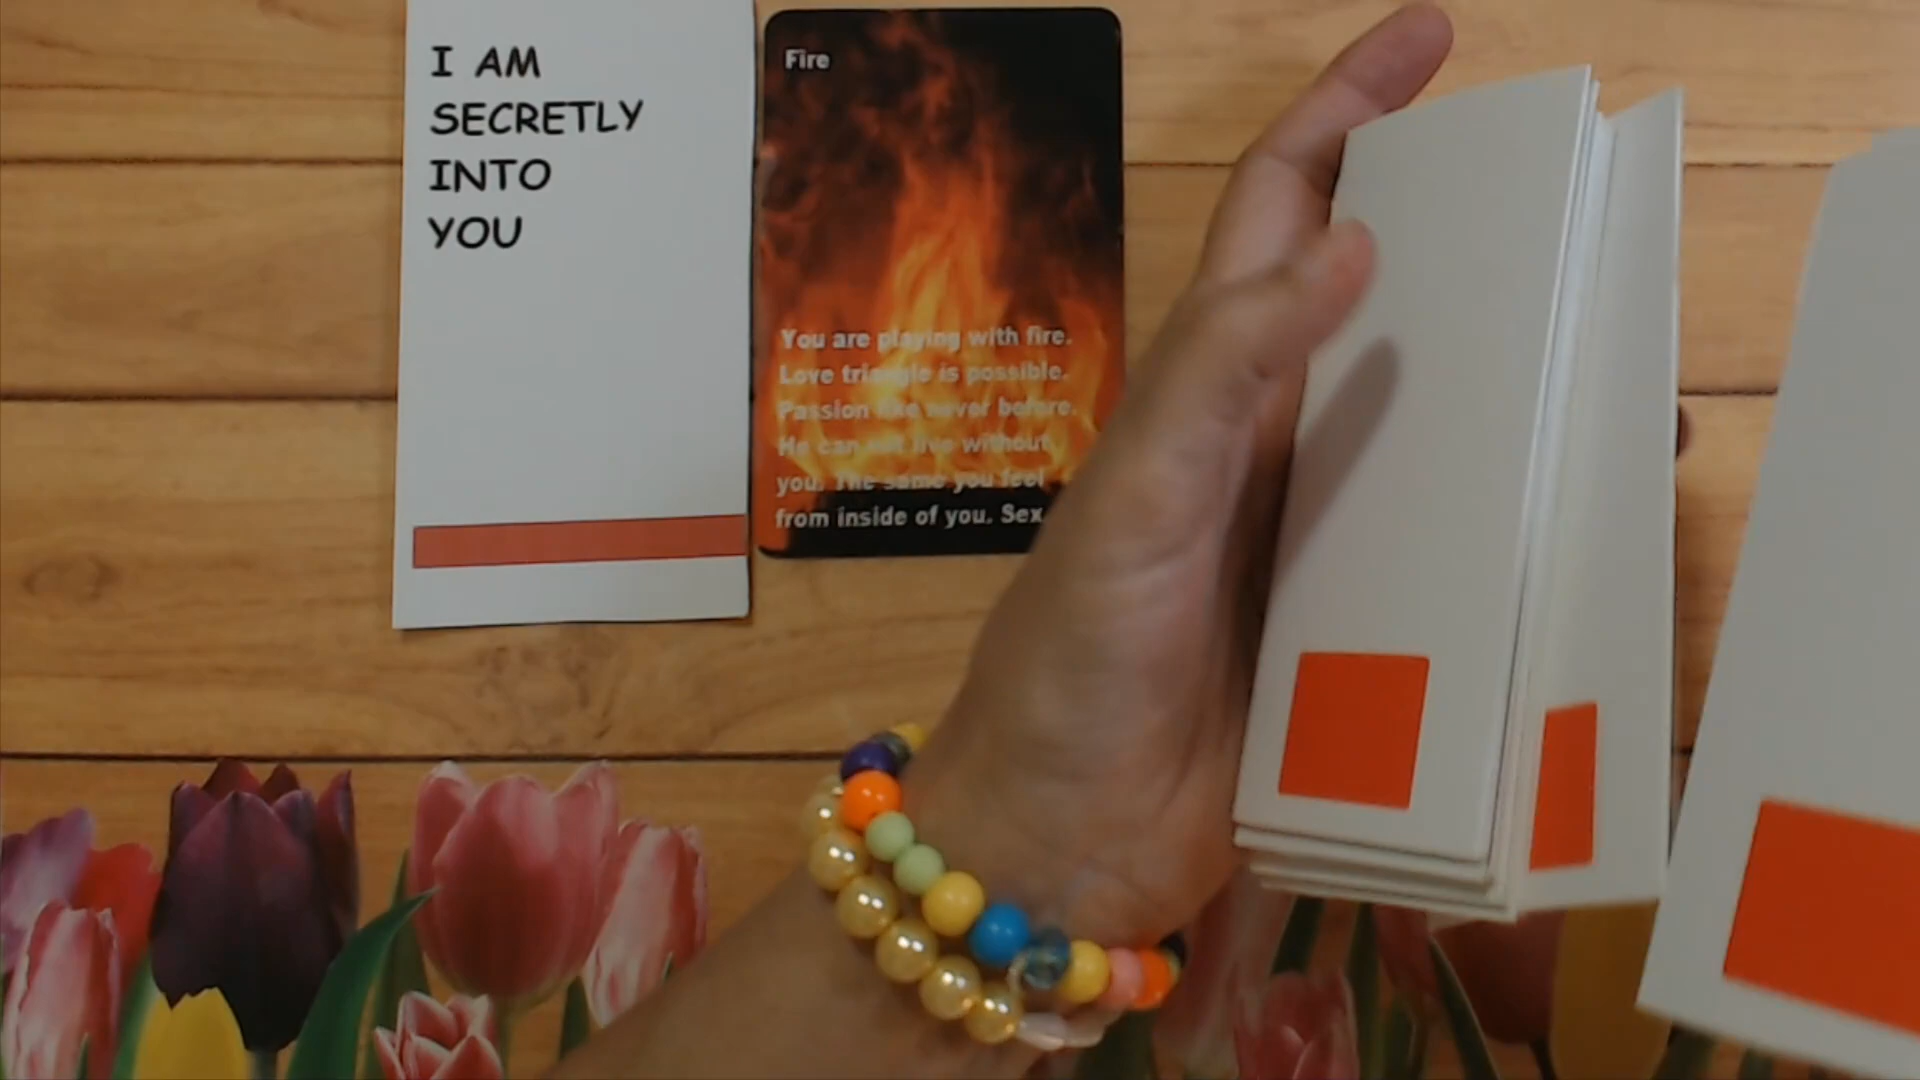 I AM
SECRETLY
INTO
YOU
Fire
You are playing with fire.
Love triangle is possible.
Passion like never before.
He can not live without
you. The same you feel
from inside of you. Sex